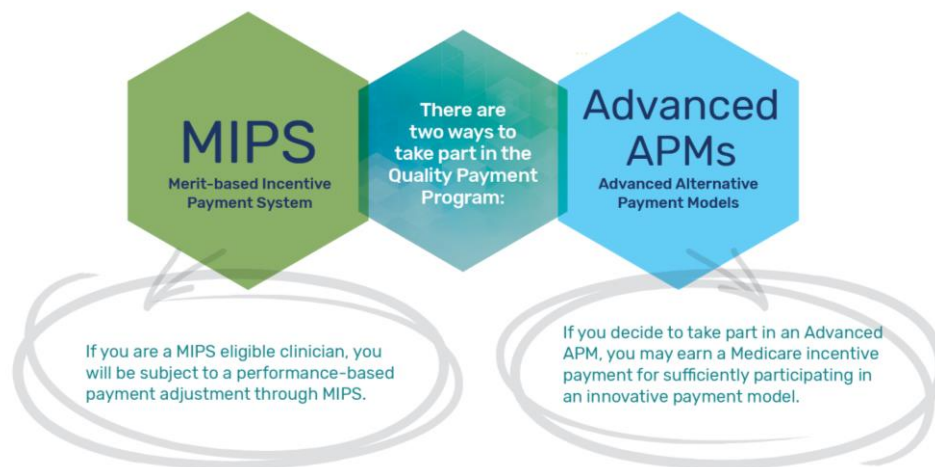 There are
two ways to
take part in the
Quality Payment
Program:
MIPS
Merit-based Incentive
Payment System
Advanced
APMs
Advanced Alternative
Payment Models
If you are a MIPS eligible clinician, you
will be subject to a performance-based
payment adjustment through MIPS.
If you decide to take part in an Advanced
APM, you may earn a Medicare incentive
payment for sufficiently participating in
an innovative payment model.